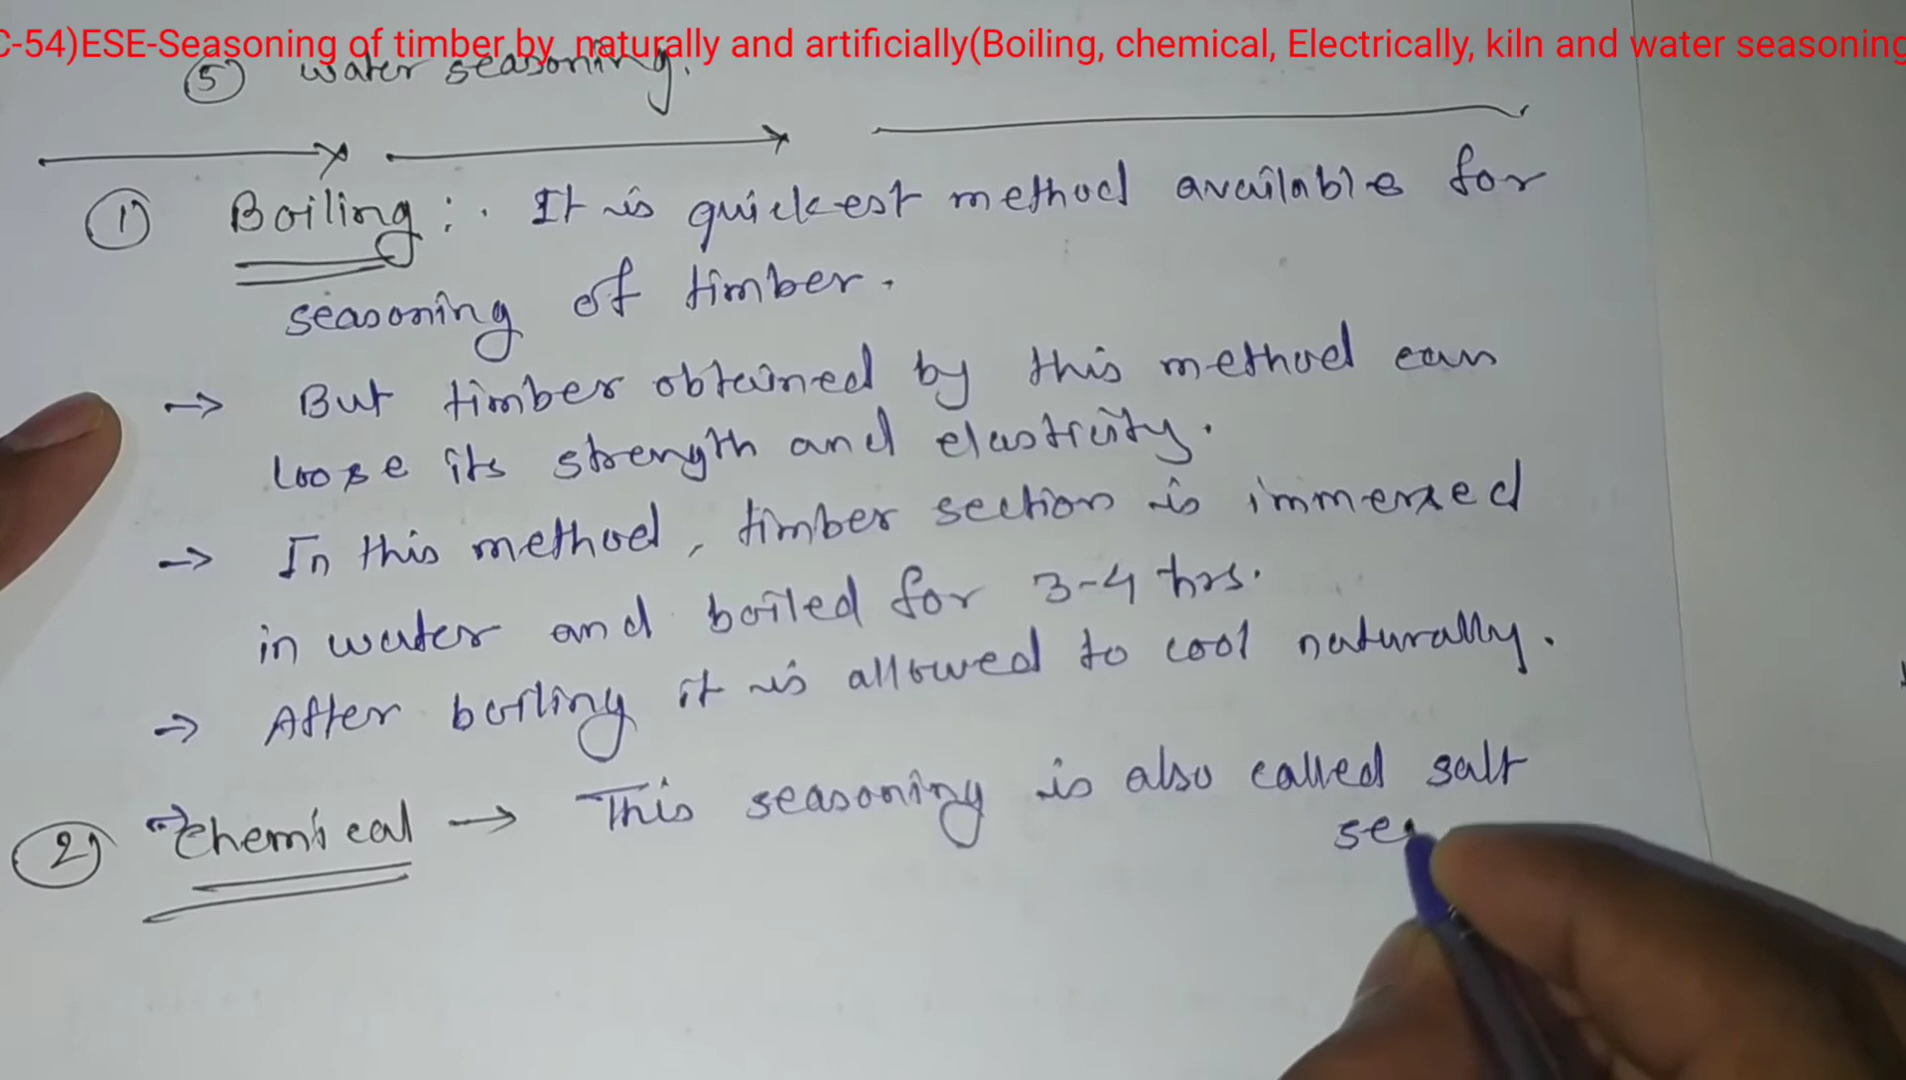 C-54)ESE-Seasoning of timber by naturally and artificially(Boiling, chemical, Electrically, kiln and water seasoning
5 water seasoning.
1) Boiling :. It is quickest method available for
seasoning of timber.
→ But timber obtained by this method can
loose its strength and elasticity.
→ In this method, timber section is immersed
in water and boiled for 3-4 hrs.
→ After boiling it is allowed to cool naturally.
2) chemical → This seasoning is also called salt
sea